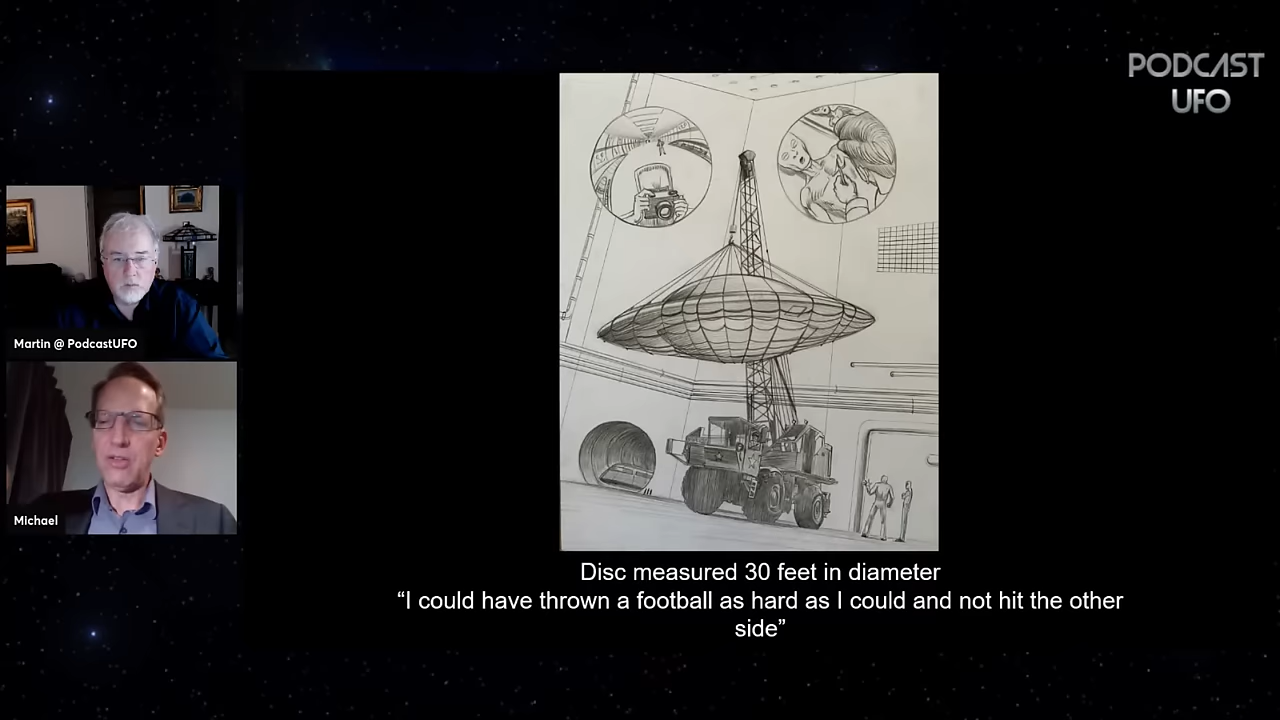 PODCAST
UFO
Martin @ PodcastUFO
Michael
Disc measured 30 feet in diameter
“I could have thrown a football as hard as I could and not hit the other
side”